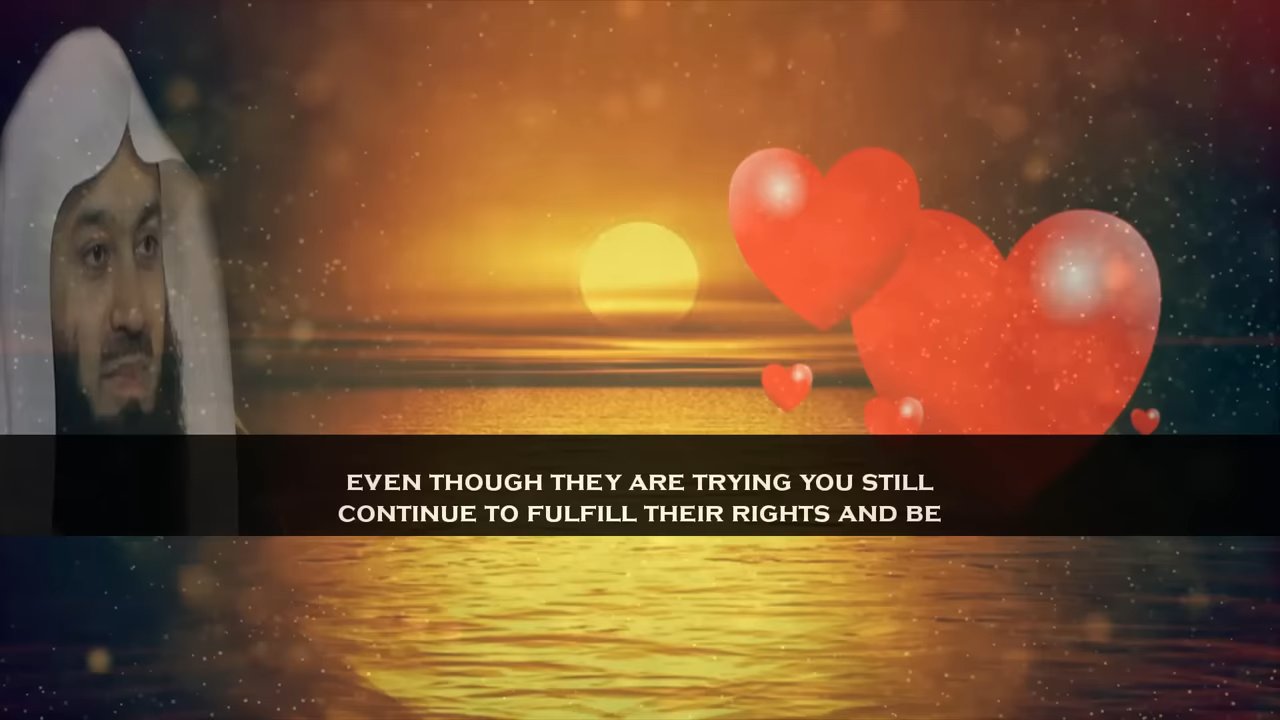 EVEN THOUGH THEY ARE TRYING YOU STILL
CONTINUE TO FULFILL THEIR RIGHTS AND BE